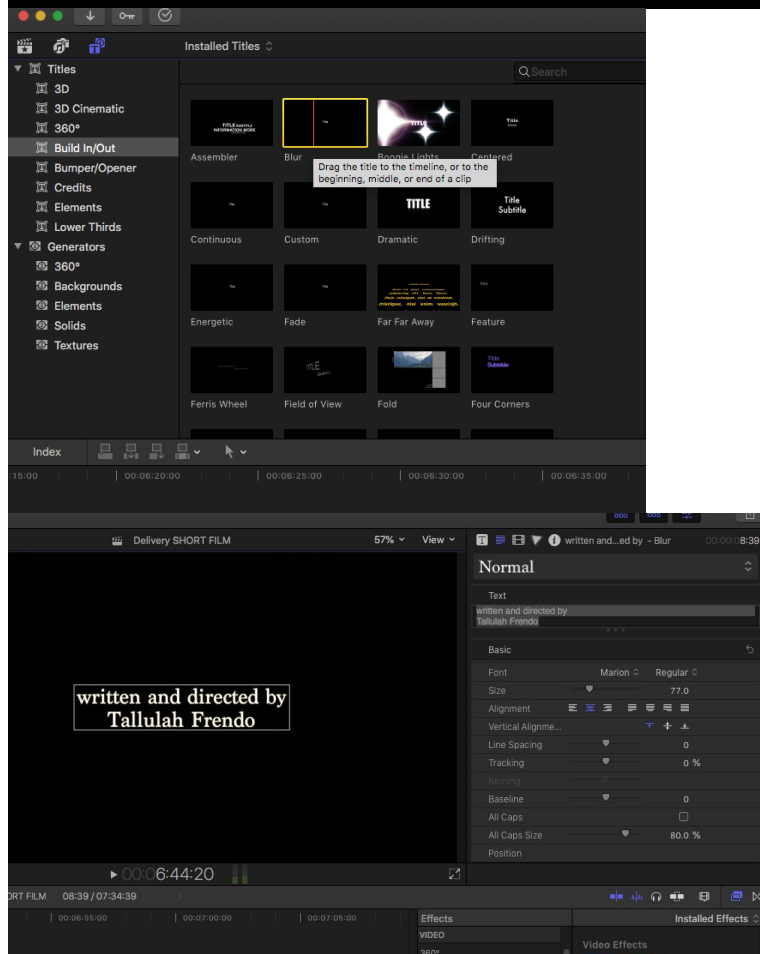 Installed Titles
Titles
3D
3D Cinematic
360°
Build In/Out
Bumper/Opener
Credits
Elements
Lower Thirds
Generators
360°
Backgrounds
Elements
Solids
Textures
Search
TITLE
Title
Assembler
Blur
Boogie Lights
Centered
Drag the title to the timeline, or to the
beginning, middle, or end of a clip
TITLE
Title
Subtitle
Continuous
Custom
Dramatic
Drifting
Energetic
Fade
Far Far Away
Feature
TITLE
Title
Subtitle
Ferris Wheel
Field of View
Fold
Four Corners
Index
:15:00
00:06:20:00
00:06:25:00
00:06:30:00
00:06:35:00
Delivery SHORT FILM
57%
View
written and...ed by - Blur
00:00:08:39
Normal
Text
written and directed by
Tallulah Frendo
Basic
Font
Marion
Regular
Size
77.0
Alignment
Vertical Alignme...
Line Spacing
0
Tracking
0 %
Kerning
Baseline
0
All Caps
All Caps Size
80.0 %
Position
written and directed by
Tallulah Frendo
00:06:44:20
ORT FILM
08:39 / 07:34:39
00:06:55:00
00:07:00:00
00:07:05:00
Effects
Installed Effects
VIDEO
360°
Video Effects